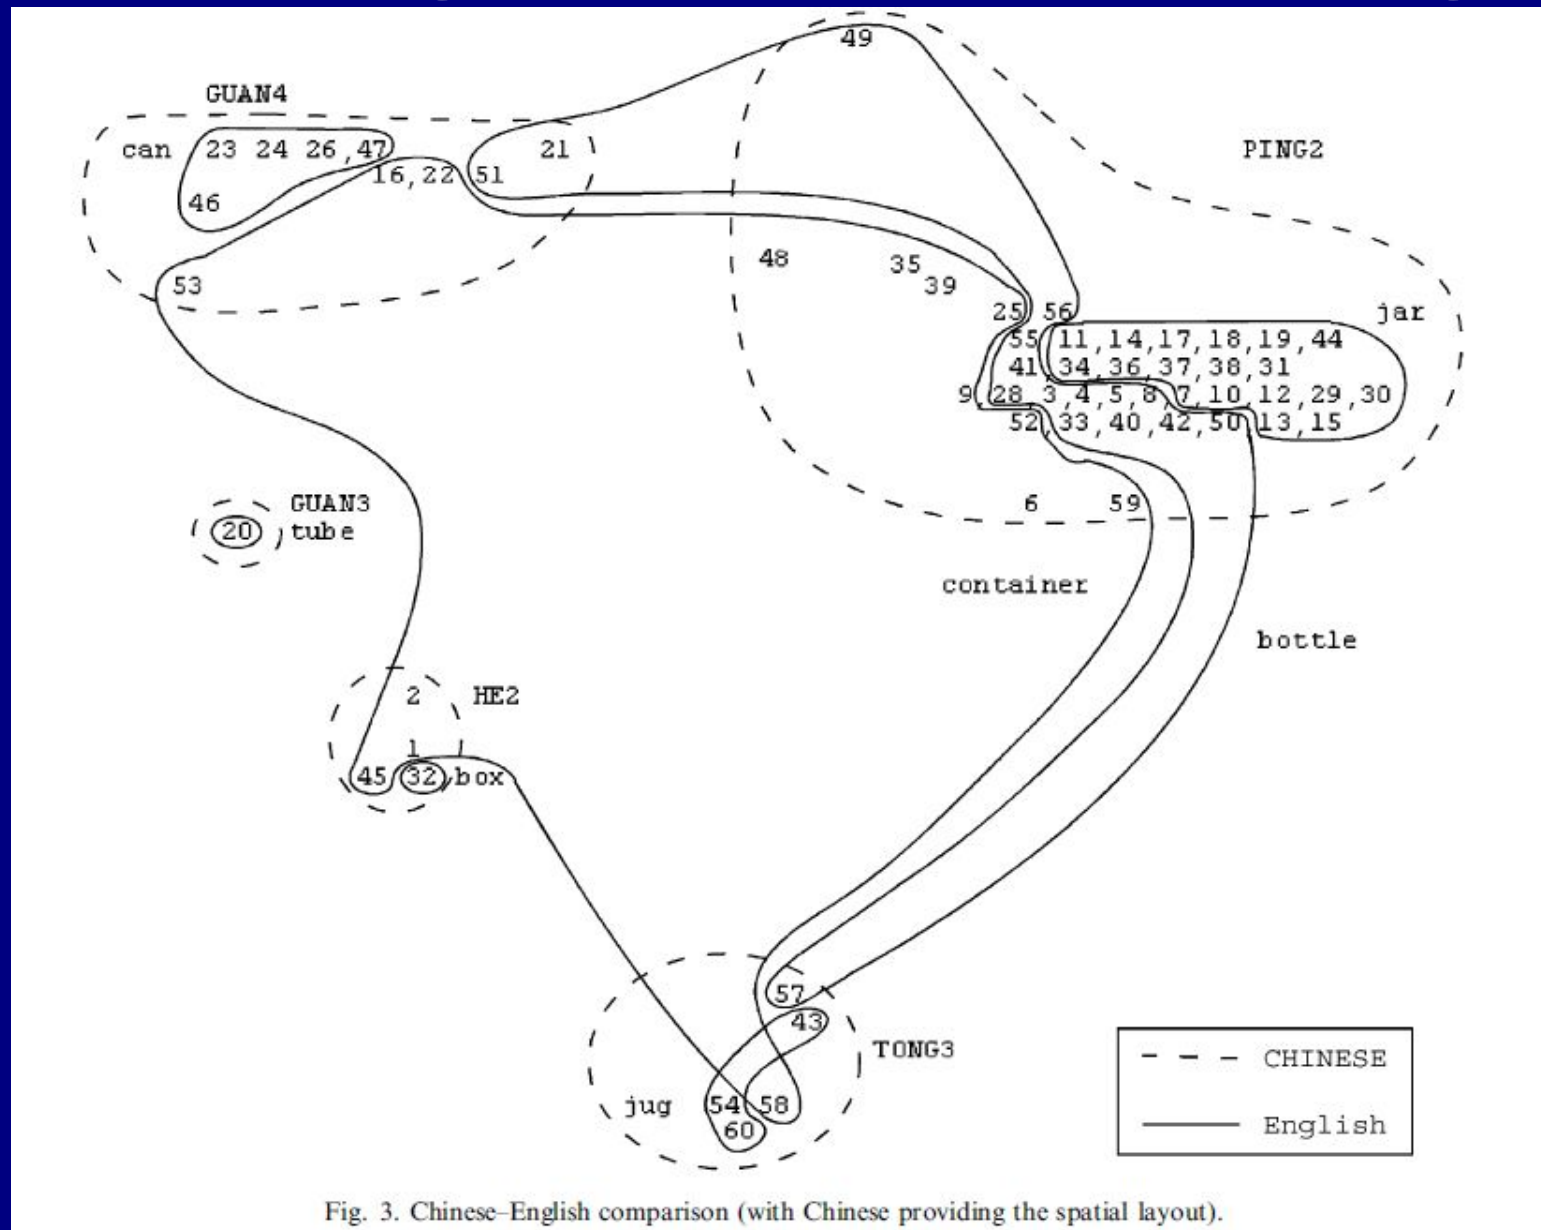 49
GUAN4
can 23 24 26, 47 21 PING2
16, 22 51
46
48 35
53 39
25 56 jar
55 11, 14, 17, 18, 19, 44
41, 34, 36, 37, 38, 31
9, 28, 3, 4, 5, 8, 7, 10, 12, 29, 30
52, 33, 40, 42, 50, 13, 15
GUAN3 6 59
20 tube
container
bottle
2 HE2
1
45 32 box
57
43
TONG3
CHINESE
jug 54 58
60
English
Fig. 3. Chinese–English comparison (with Chinese providing the spatial layout).